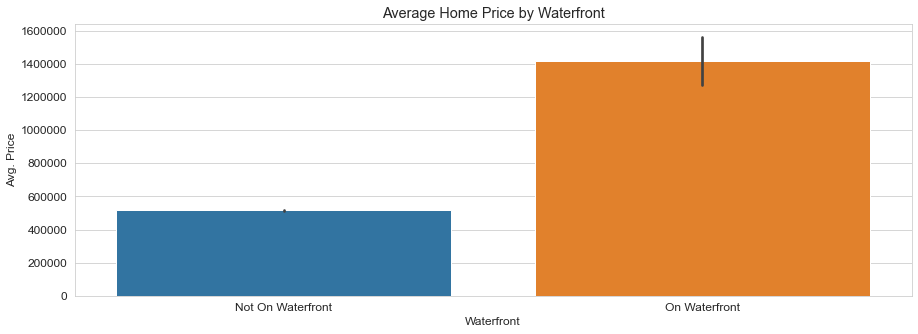 Average Home Price by Waterfront
1600000
1400000
1200000
1000000
800000
600000
400000
200000
0
Avg. Price
Not On Waterfront
On Waterfront
Waterfront